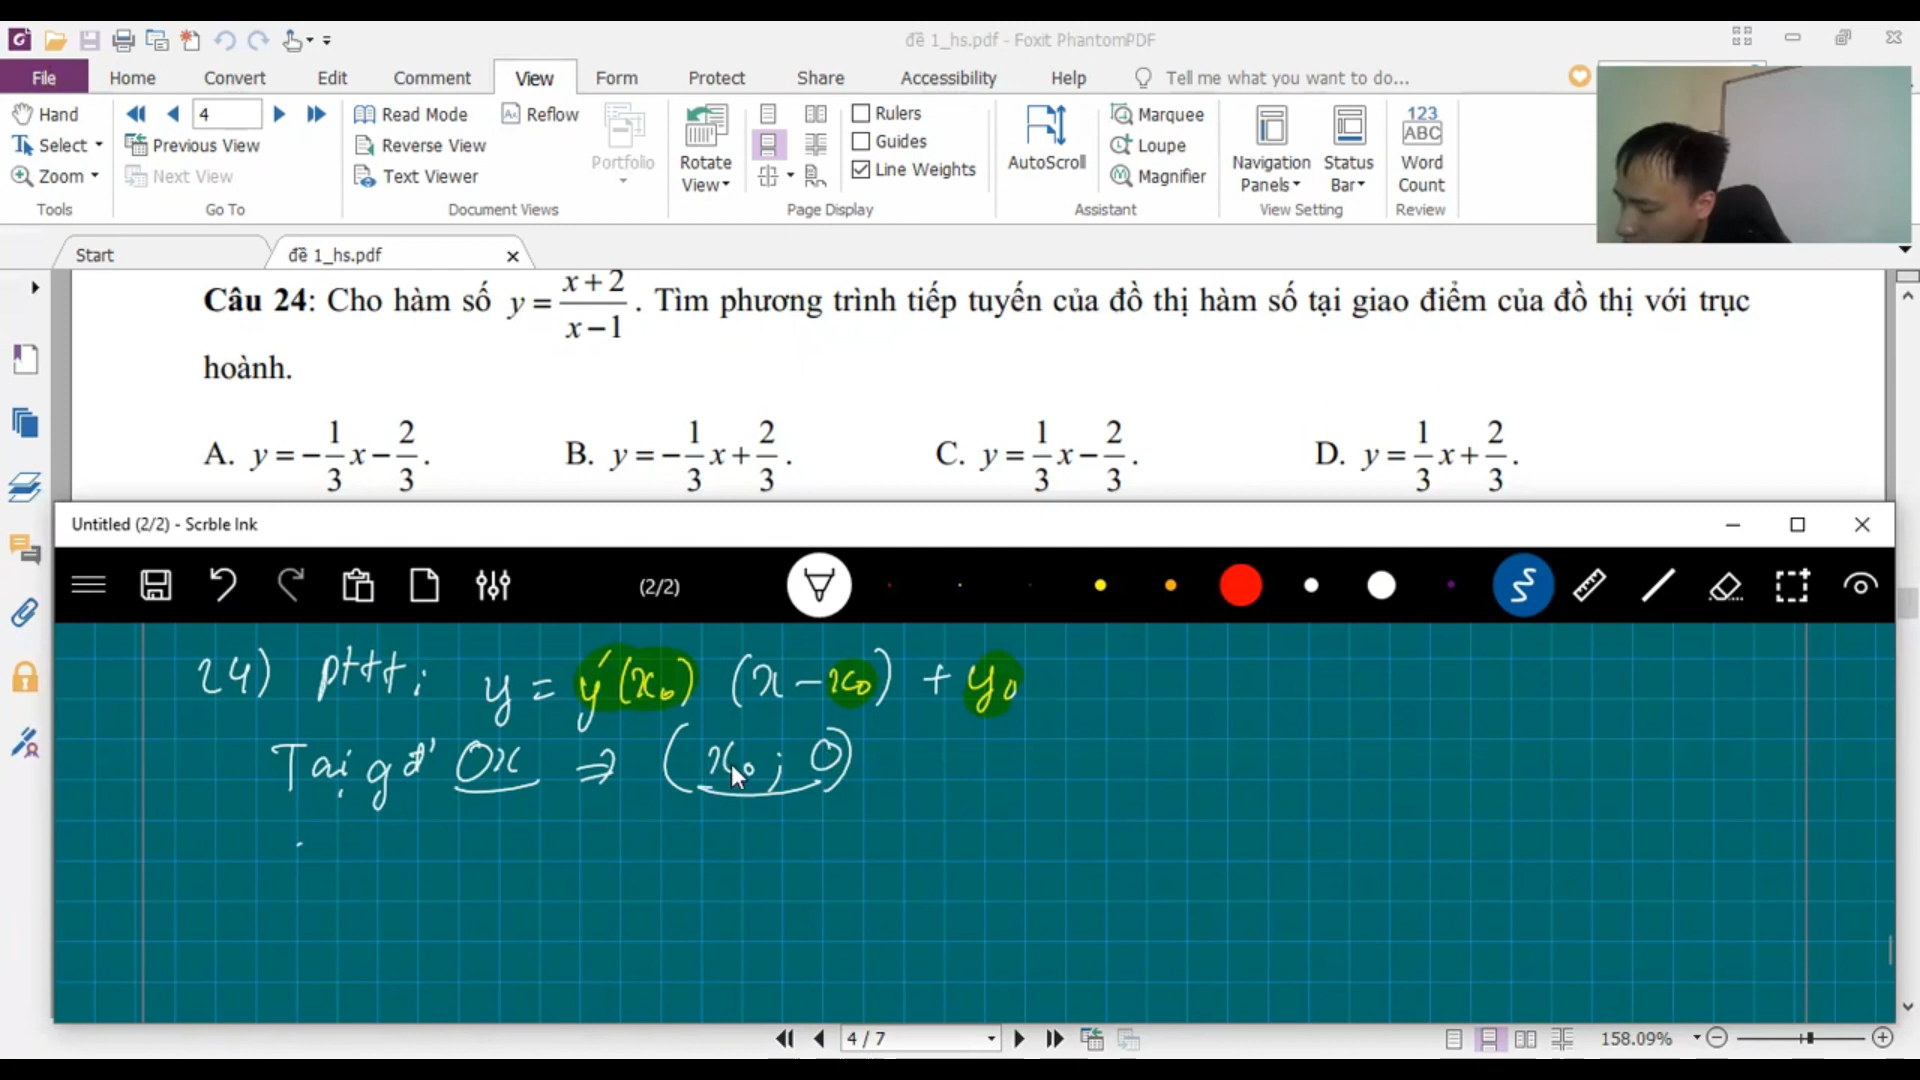 đề 1_hs.pdf - Foxit PhantomPDF
File Home Convert Edit Comment View Form Protect Share Accessibility Help Tell me what you want to do...
Hand 4 Read Mode Reflow Rulers Marquee 123
Select Previous View Reverse View Guides Loupe ABC
Zoom Next View Text Viewer Portfolio Rotate View Line Weights AutoScroll Magnifier Navigation Panels Status Bar Word Count
Tools Go To Document Views Page Display Assistant View Setting Review
Start đề 1_hs.pdf
Câu 24: Cho hàm số y = (x+2)/(x−1). Tìm phương trình tiếp tuyến của đồ thị hàm số tại giao điểm của đồ thị với trục
hoành.
A. y = −1/3x − 2/3. B. y = −1/3x + 2/3. C. y = 1/3x − 2/3. D. y = 1/3x + 2/3.
Untitled (2/2) - Scrble Ink
(2/2)
24) pttt: y = y′(x₀) (x − x₀) + y₀
Tại gđ Ox ⇒ (x₀; 0)
4 / 7 158.09%